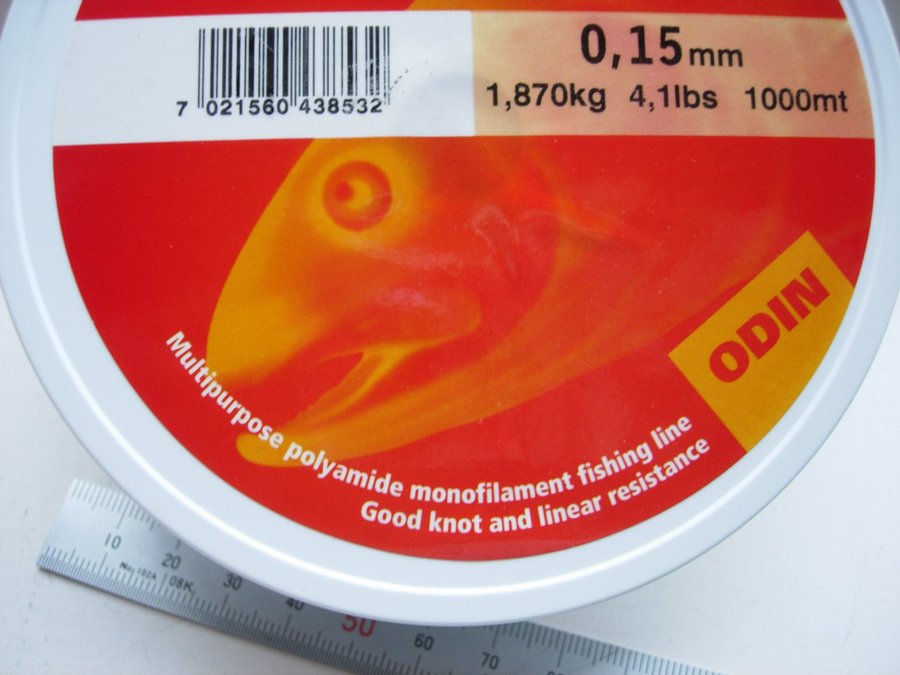 0,15mm
1,870kg 4,1lbs 1000mt
7 021560 438532
ODIN
Multipurpose polyamide monofilament fishing line
Good knot and linear resistance
10 20 30 40 50 60 70